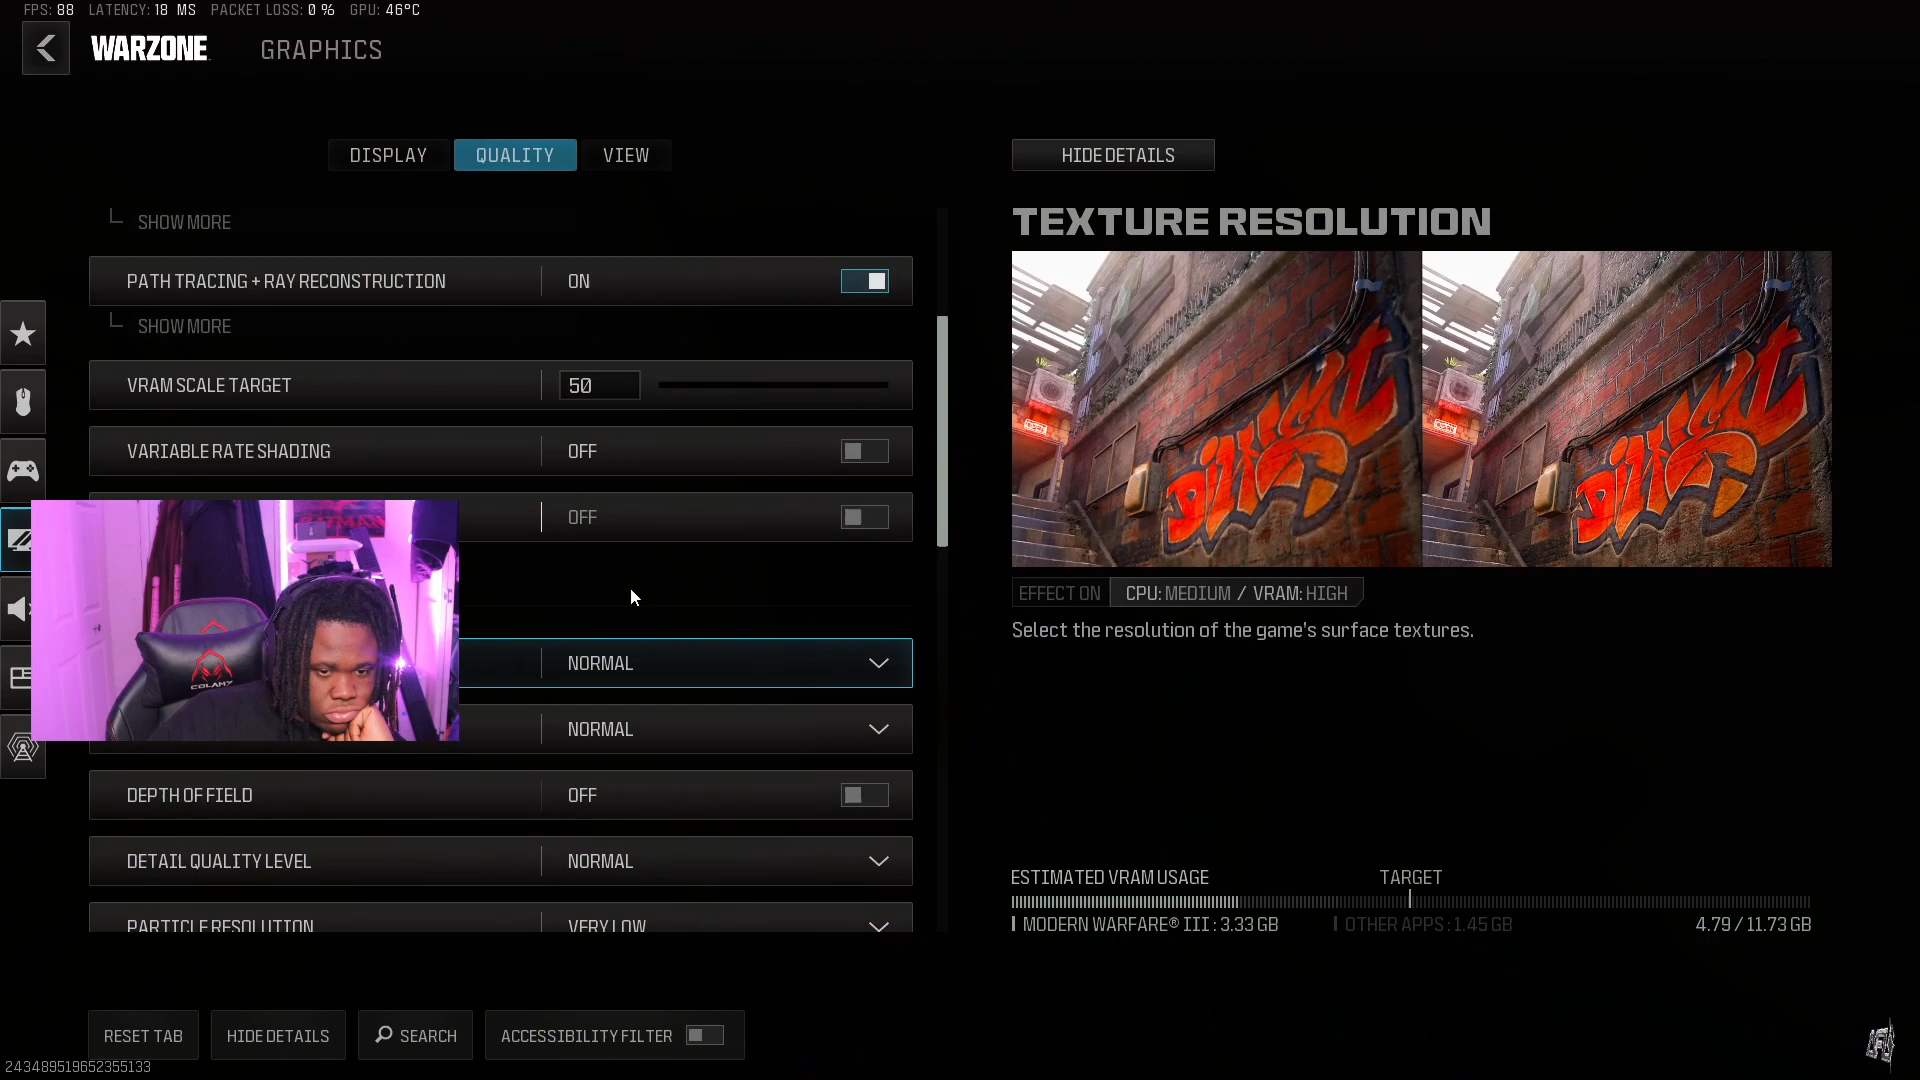 FPS: 88 LATENCY: 18 MS PACKET LOSS: 0 % GPU: 46°C
WARZONE GRAPHICS
DISPLAY QUALITY VIEW
HIDE DETAILS
SHOW MORE
TEXTURE RESOLUTION
PATH TRACING + RAY RECONSTRUCTION ON
SHOW MORE
VRAM SCALE TARGET 50
VARIABLE RATE SHADING OFF
OFF
EFFECT ON CPU: MEDIUM / VRAM: HIGH
Select the resolution of the game's surface textures.
NORMAL
COLAMY
NORMAL
DEPTH OF FIELD OFF
DETAIL QUALITY LEVEL NORMAL
ESTIMATED VRAM USAGE TARGET
PARTICLE RESOLUTION VERY LOW
MODERN WARFARE® III : 3.33 GB OTHER APPS : 1.45 GB 4.79 / 11.73 GB
RESET TAB HIDE DETAILS SEARCH ACCESSIBILITY FILTER
243489519652355133